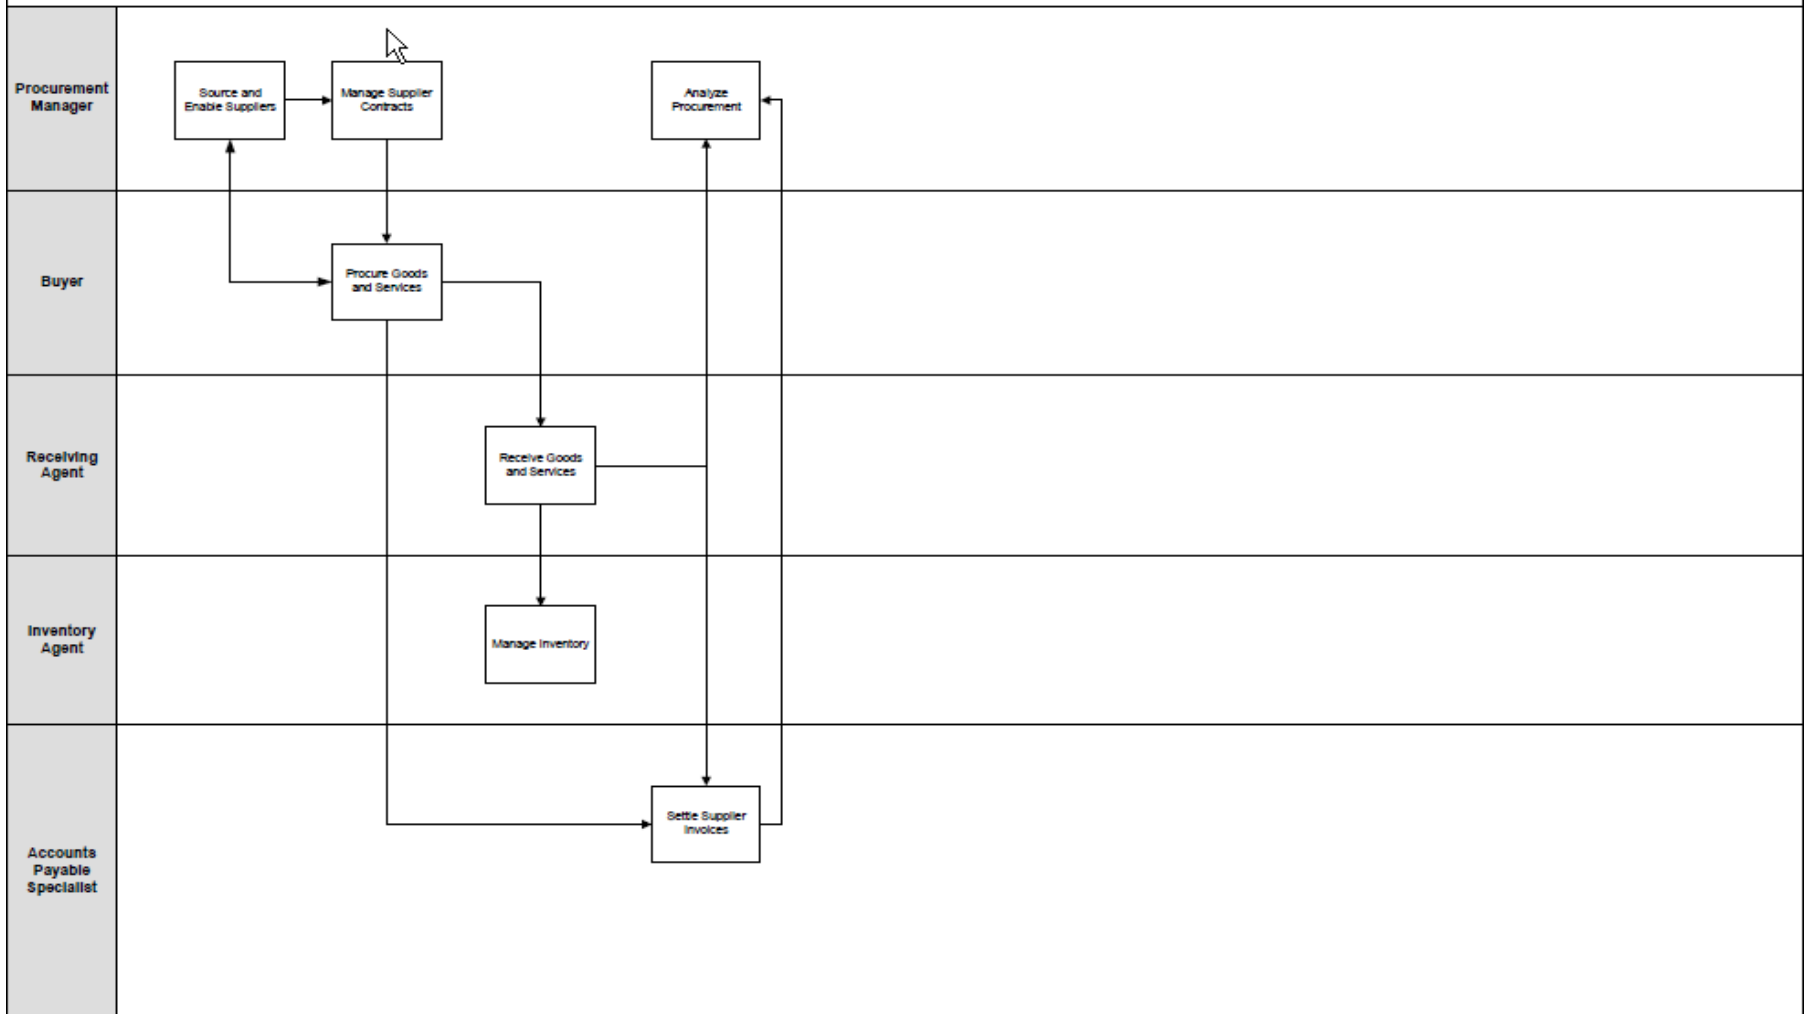 Procurement
Manager
Source and
Enable Suppliers
Manage Supplier
Contracts
Analyze
Procurement
Buyer
Procure Goods
and Services
Receiving
Agent
Receive Goods
and Services
Inventory
Agent
Manage Inventory
Accounts
Payable
Specialist
Settle Supplier
Invoices